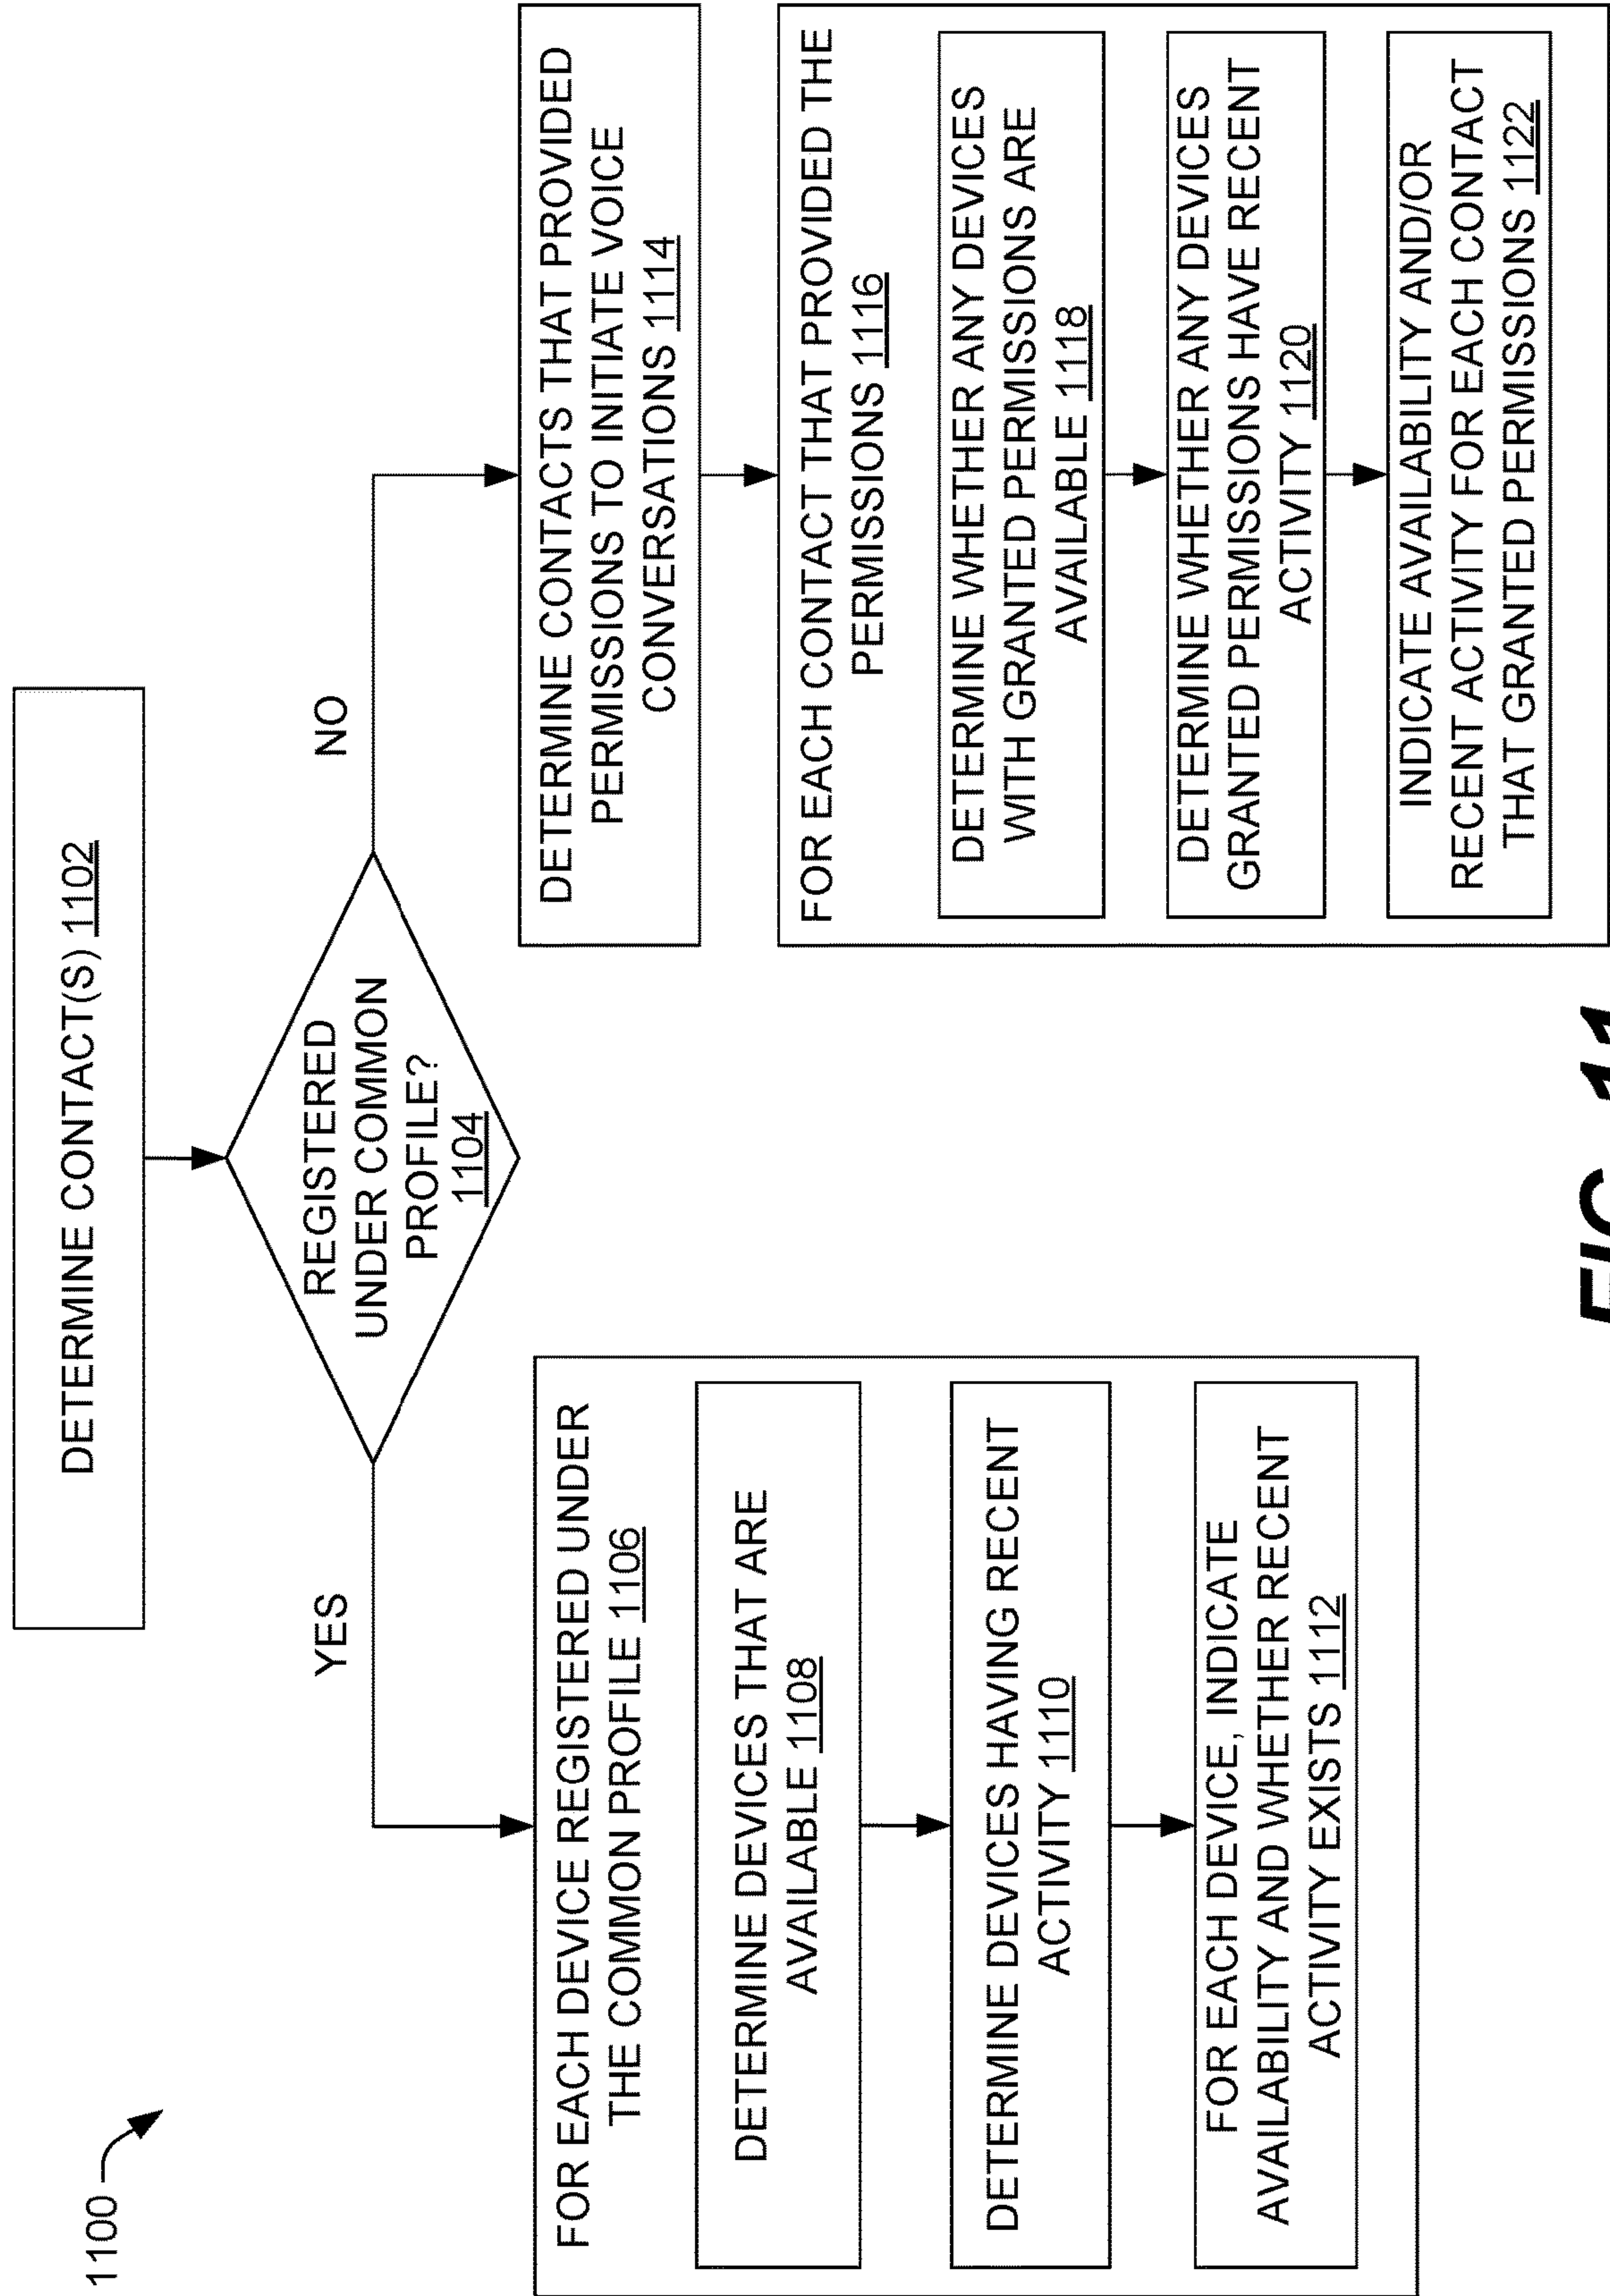 1100
DETERMINE CONTACT(S) 1102
REGISTERED
UNDER COMMON
PROFILE?
1104
YES
NO
FOR EACH DEVICE REGISTERED UNDER
THE COMMON PROFILE 1106
DETERMINE DEVICES THAT ARE
AVAILABLE 1108
DETERMINE DEVICES HAVING RECENT
ACTIVITY 1110
FOR EACH DEVICE, INDICATE
AVAILABILITY AND WHETHER RECENT
ACTIVITY EXISTS 1112
DETERMINE CONTACTS THAT PROVIDED
PERMISSIONS TO INITIATE VOICE
CONVERSATIONS 1114
FOR EACH CONTACT THAT PROVIDED THE
PERMISSIONS 1116
DETERMINE WHETHER ANY DEVICES
WITH GRANTED PERMISSIONS ARE
AVAILABLE 1118
DETERMINE WHETHER ANY DEVICES
GRANTED PERMISSIONS HAVE RECENT
ACTIVITY 1120
INDICATE AVAILABILITY AND/OR
RECENT ACTIVITY FOR EACH CONTACT
THAT GRANTED PERMISSIONS 1122
FIG. 11